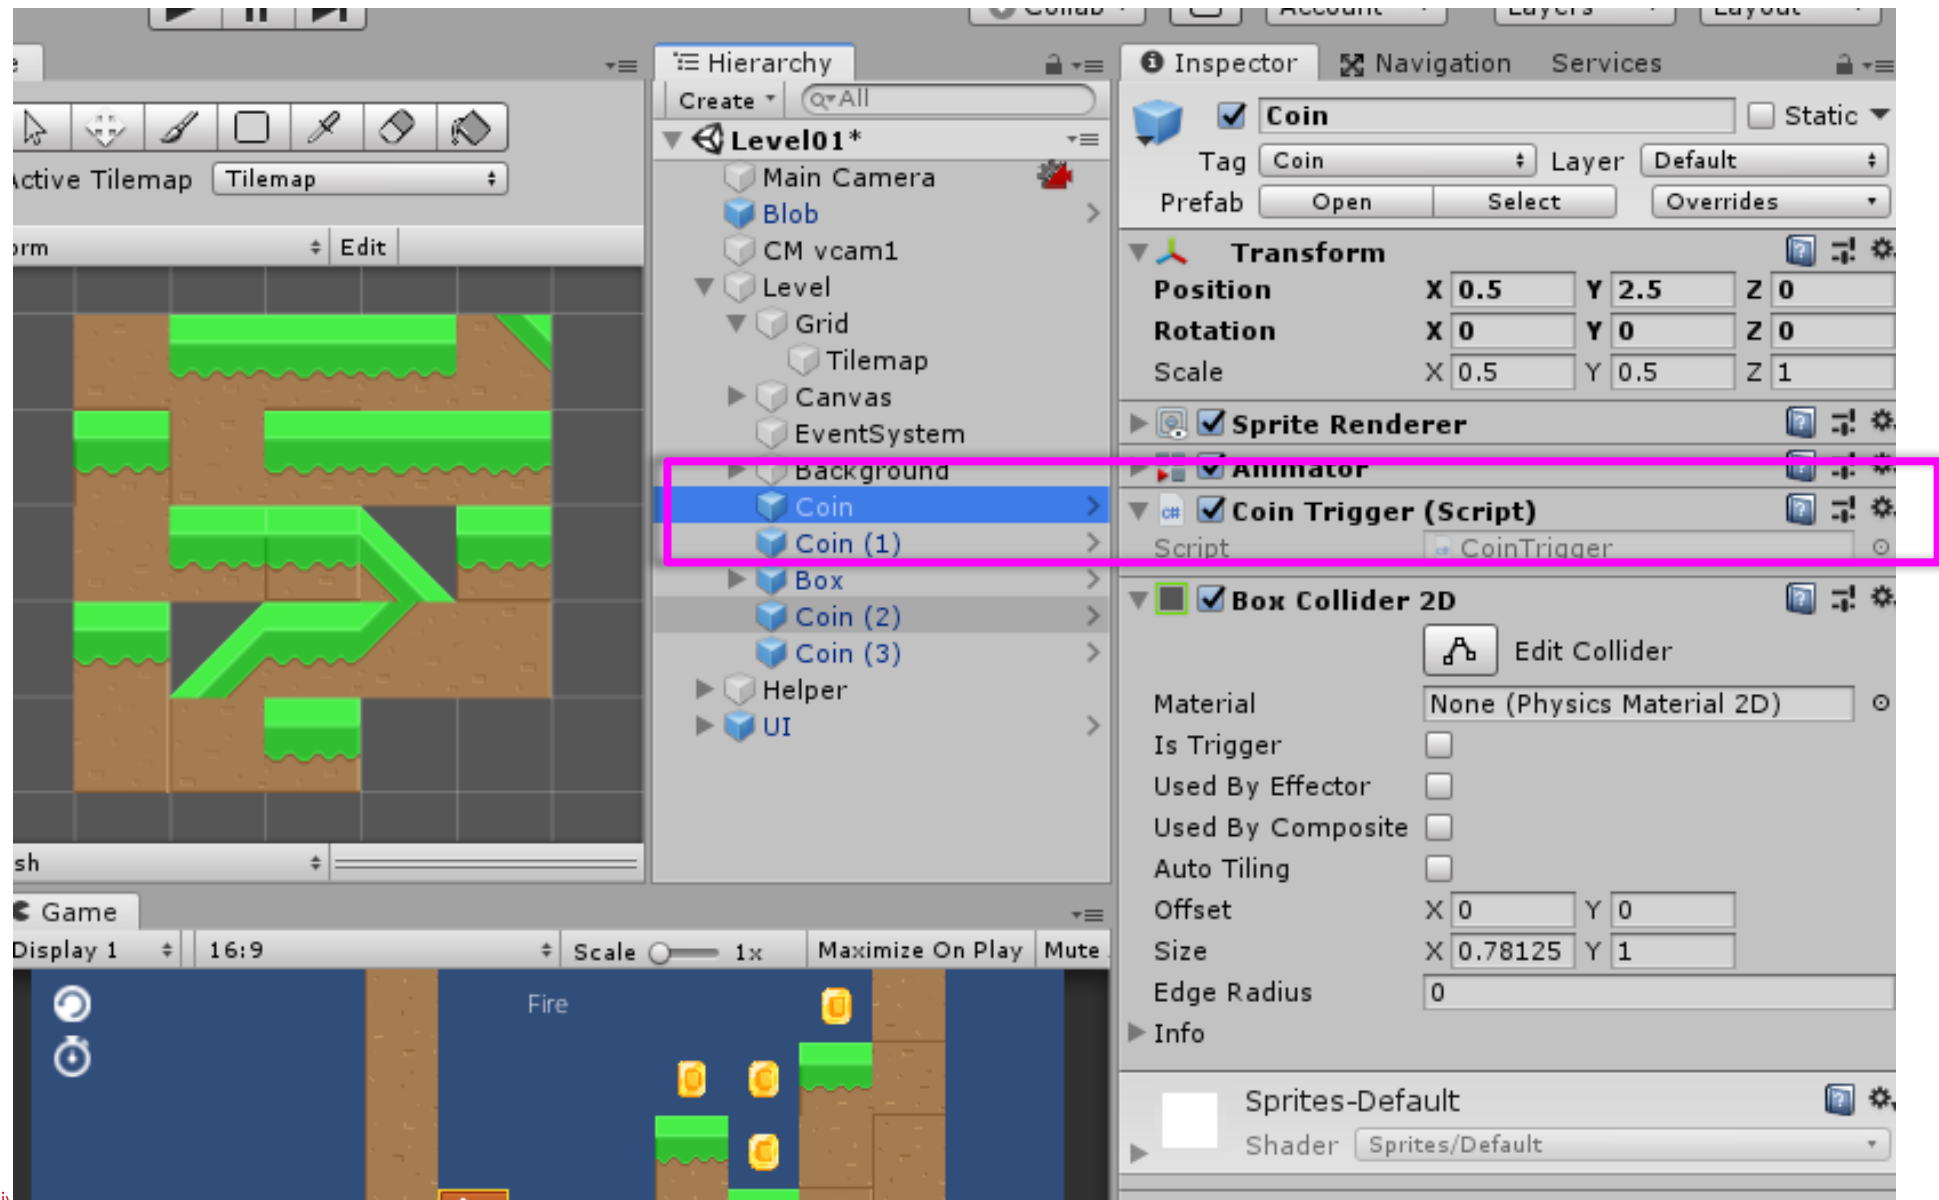 Collab
Account
Layers
Layout
Hierarchy
Inspector
Navigation
Services
Create
All
Coin
Static
Level01*
Main Camera
Tag
Coin
Layer
Default
Active Tilemap
Tilemap
Prefab
Open
Select
Overrides
Blob
Edit
CM vcam1
Transform
Level
Position
X 0.5
Y 2.5
Z 0
Grid
Rotation
X 0
Y 0
Z 0
Tilemap
Scale
X 0.5
Y 0.5
Z 1
Canvas
Sprite Renderer
EventSystem
Background
Animator
Coin
C#
Coin Trigger (Script)
Coin (1)
Script
CoinTrigger
Box
Box Collider 2D
Coin (2)
Coin (3)
Edit Collider
Helper
Material
None (Physics Material 2D)
UI
Is Trigger
Used By Effector
Used By Composite
Auto Tiling
Offset
X 0
Y 0
Game
Display 1
16:9
Scale
1x
Maximize On Play
Mute
Size
X 0.78125
Y 1
Edge Radius
0
Fire
Info
Sprites-Default
Shader
Sprites/Default